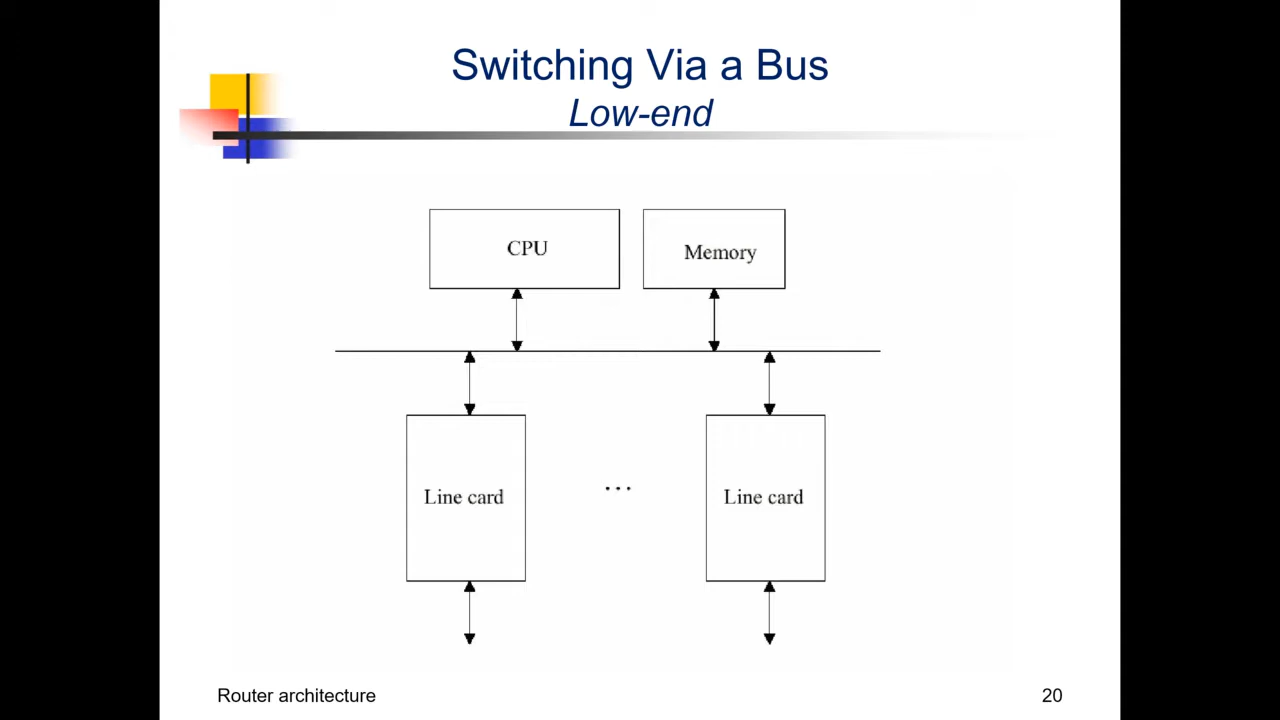 Switching Via a Bus
Low-end
CPU
Memory
Line card
...
Line card
Router architecture
20